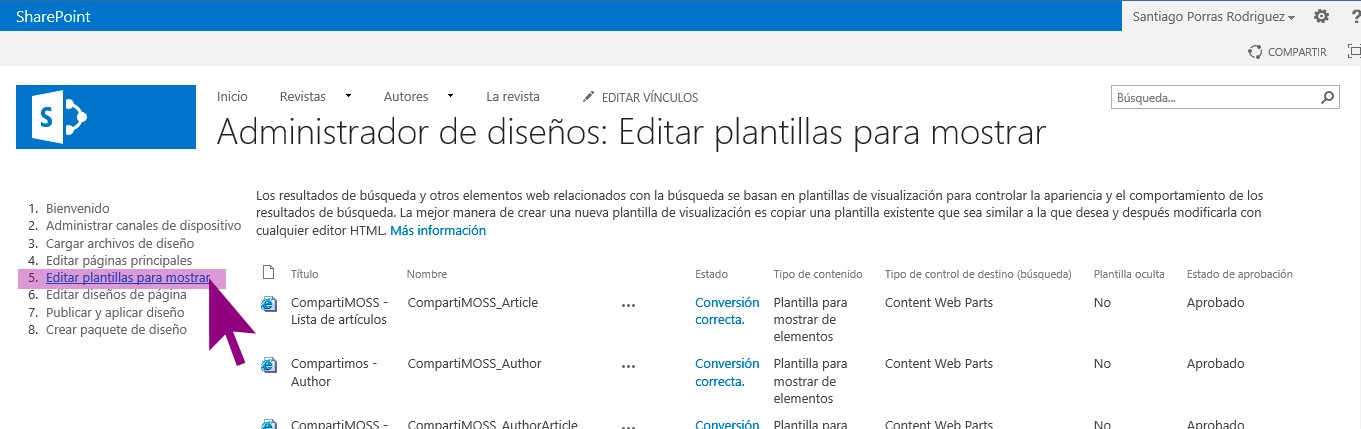 SharePoint
Santiago Porras Rodriguez
?
COMPARTIR
S
Inicio Revistas Autores La revista EDITAR VÍNCULOS
Búsqueda...
Administrador de diseños: Editar plantillas para mostrar
1. Bienvenido
2. Administrar canales de dispositivo
3. Cargar archivos de diseño
4. Editar páginas principales
5. Editar plantillas para mostrar
6. Editar diseños de página
7. Publicar y aplicar diseño
8. Crear paquete de diseño
Los resultados de búsqueda y otros elementos web relacionados con la búsqueda se basan en plantillas de visualización para controlar la apariencia y el comportamiento de los
resultados de búsqueda. La mejor manera de crear una nueva plantilla de visualización es copiar una plantilla existente que sea similar a la que desea y después modificarla con
cualquier editor HTML. Más información
Título Nombre Estado Tipo de contenido Tipo de control de destino (búsqueda) Plantilla oculta Estado de aprobación
CompartiMOSS - CompartiMOSS_Article ... Conversión Plantilla para Content Web Parts No Aprobado
Lista de artículos correcta. mostrar de
elementos
Compartimos - CompartiMOSS_Author ... Conversión Plantilla para Content Web Parts No Aprobado
Author correcta. mostrar de
elementos
CompartiMOSS - CompartiMOSS_AuthorArticle ... Conversión Plantilla para Content Web Parts No Aprobado